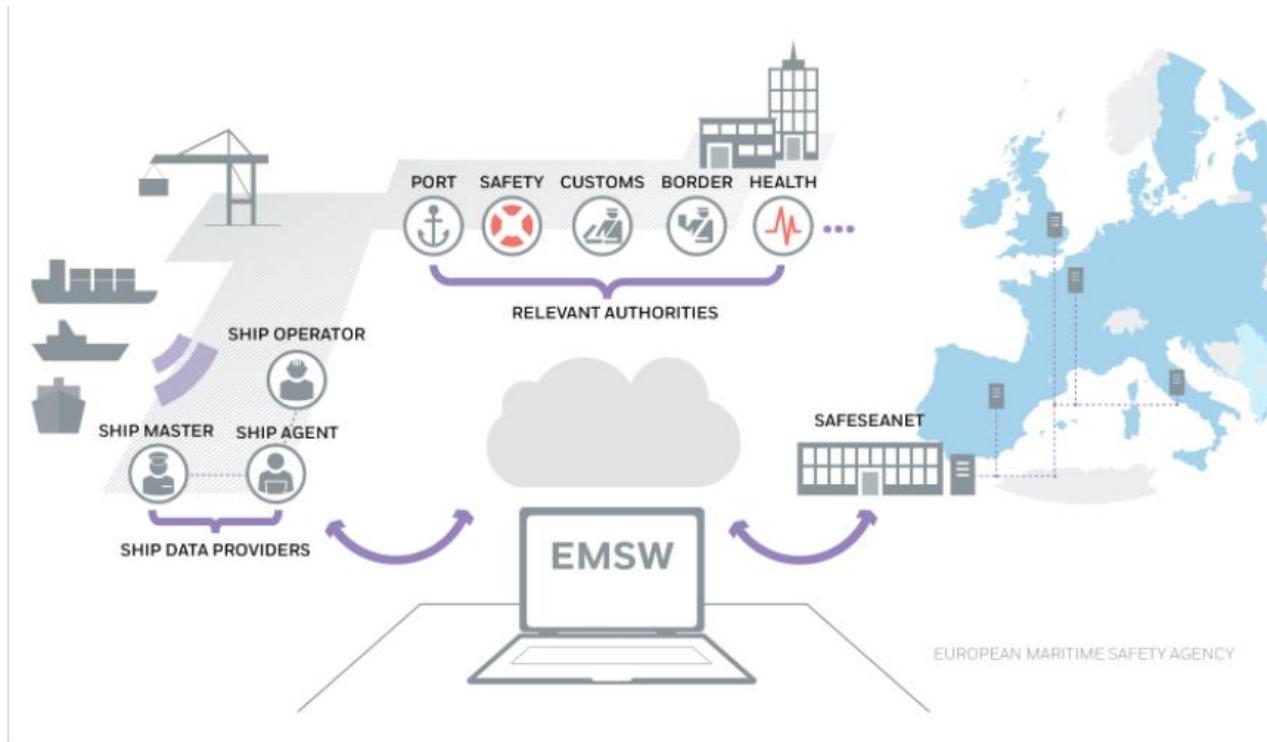 PORT SAFETY CUSTOMS BORDER HEALTH
RELEVANT AUTHORITIES
SHIP OPERATOR
SHIP MASTER SHIP AGENT
SHIP DATA PROVIDERS
EMSW
SAFESEANET
EUROPEAN MARITIME SAFETY AGENCY